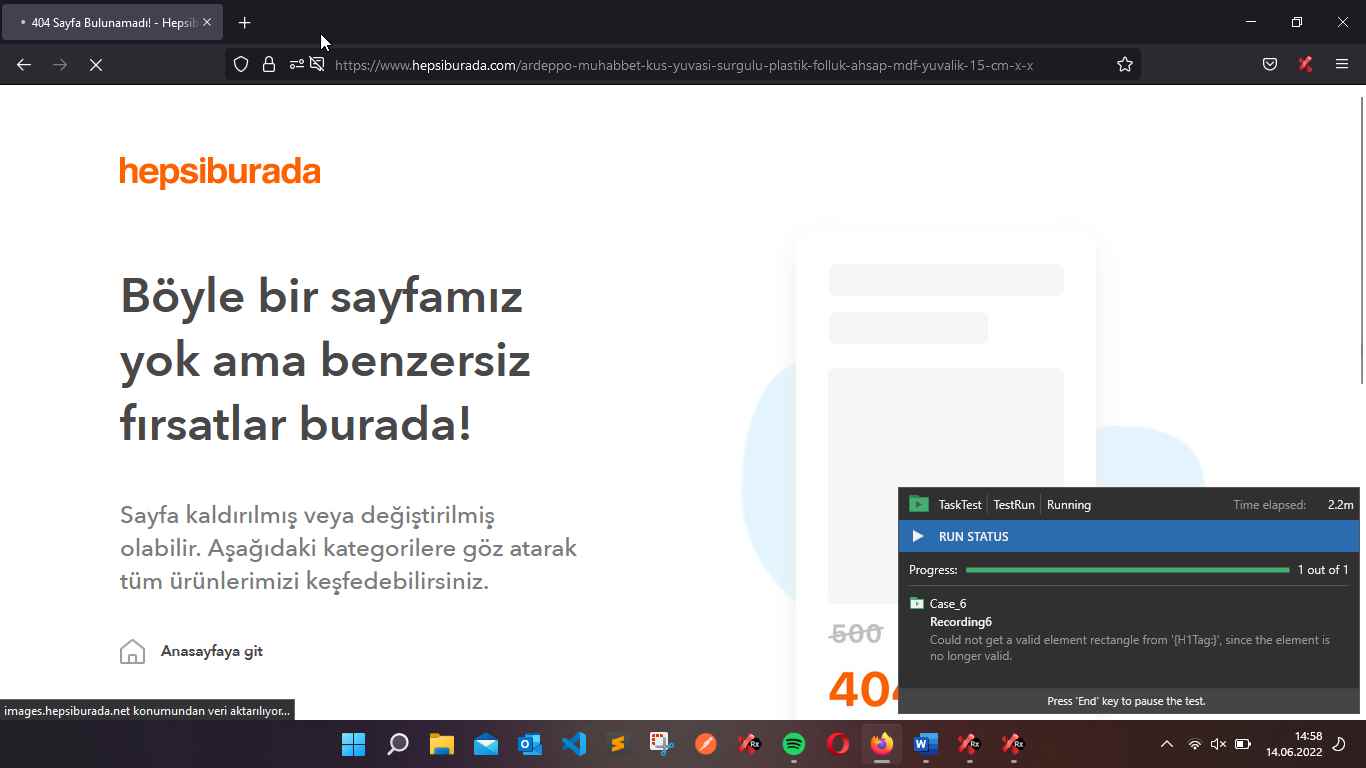 404 Sayfa Bulunamadı! - Hepsib
https://www.hepsiburada.com/ardeppo-muhabbet-kus-yuvasi-surgulu-plastik-folluk-ahsap-mdf-yuvalik-15-cm-x-x
hepsiburada
Böyle bir sayfamız
yok ama benzersiz
fırsatlar burada!
Sayfa kaldırılmış veya değiştirilmiş
olabilir. Aşağıdaki kategorilere göz atarak
tüm ürünlerimizi keşfedebilirsiniz.
Anasayfaya git
500
404
TaskTest TestRun Running Time elapsed: 2.2m
RUN STATUS
Progress: 1 out of 1
Case_6
Recording6
Could not get a valid element rectangle from '{H1Tag:}', since the element is
no longer valid.
Press 'End' key to pause the test.
images.hepsiburada.net konumundan veri aktarılıyor...
Rx
W
Rx
Rx
14:58
14.06.2022